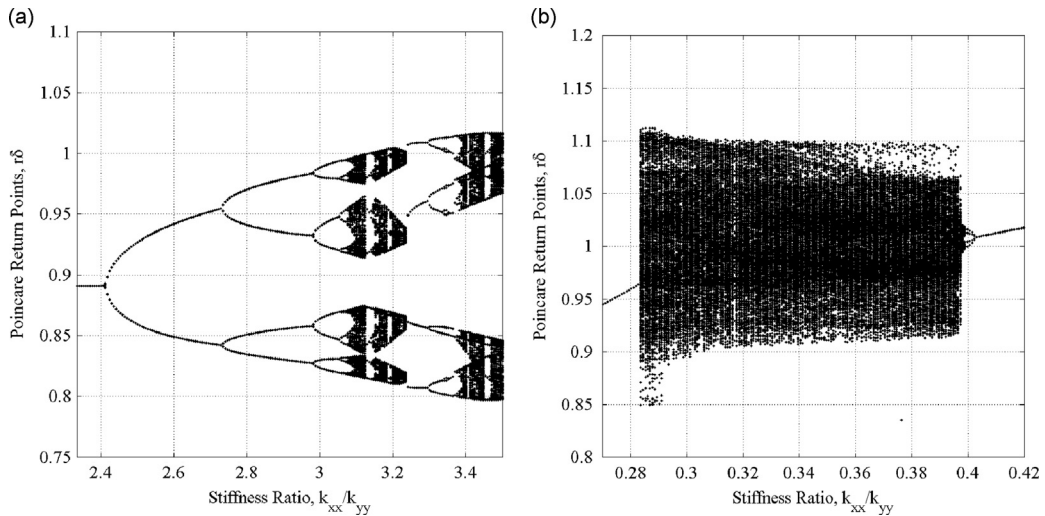 (a)
1.1
1.05
1
0.95
0.9
0.85
0.8
0.75
Poincare Return Points, rδ
2.4 2.6 2.8 3 3.2 3.4
Stiffness Ratio, kxx/kyy
(b)
1.2
1.15
1.1
1.05
1
0.95
0.9
0.85
0.8
Poincare Return Points, rδ
0.28 0.3 0.32 0.34 0.36 0.38 0.4 0.42
Stiffness Ratio, kxx/kyy